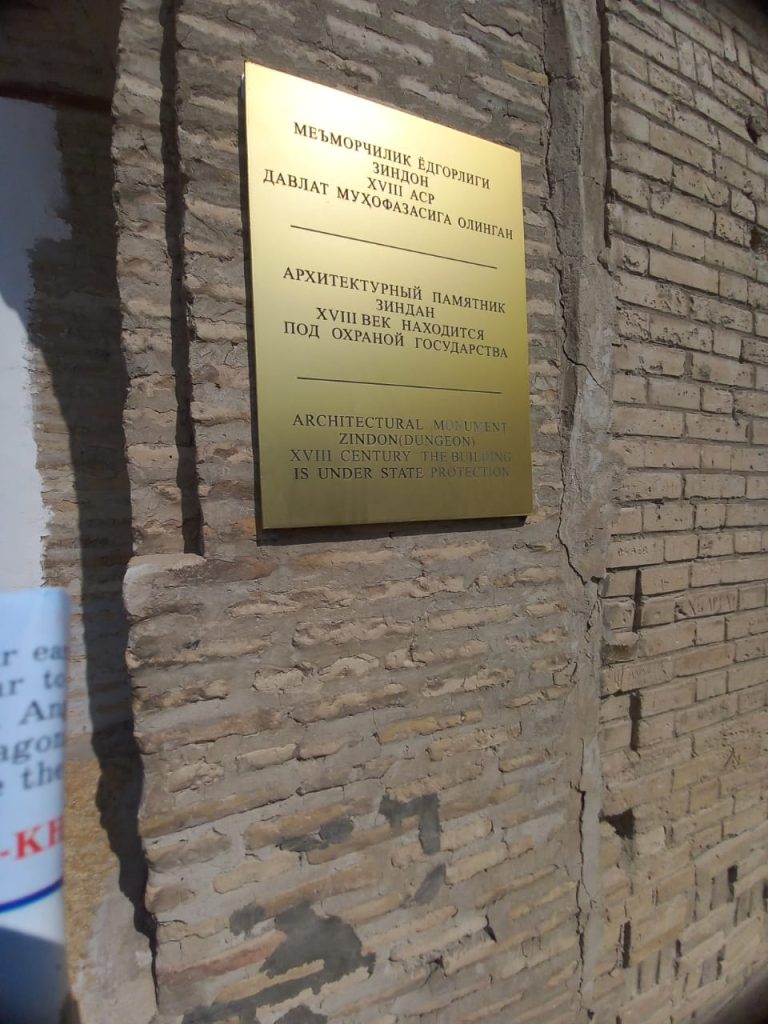 МЕЪМОРЧИЛИК ЁДГОРЛИГИ
ЗИНДОН
XVIII АСР
ДАВЛАТ МУҲОФАЗАСИГА ОЛИНГАН
АРХИТЕКТУРНЫЙ ПАМЯТНИК
ЗИНДАН
XVIII ВЕК НАХОДИТСЯ
ПОД ОХРАНОЙ ГОСУДАРСТВА
ARCHITECTURAL MONUMENT
ZINDON(DUNGEON)
XVIII CENTURY THE BUILDING
IS UNDER STATE PROTECTION